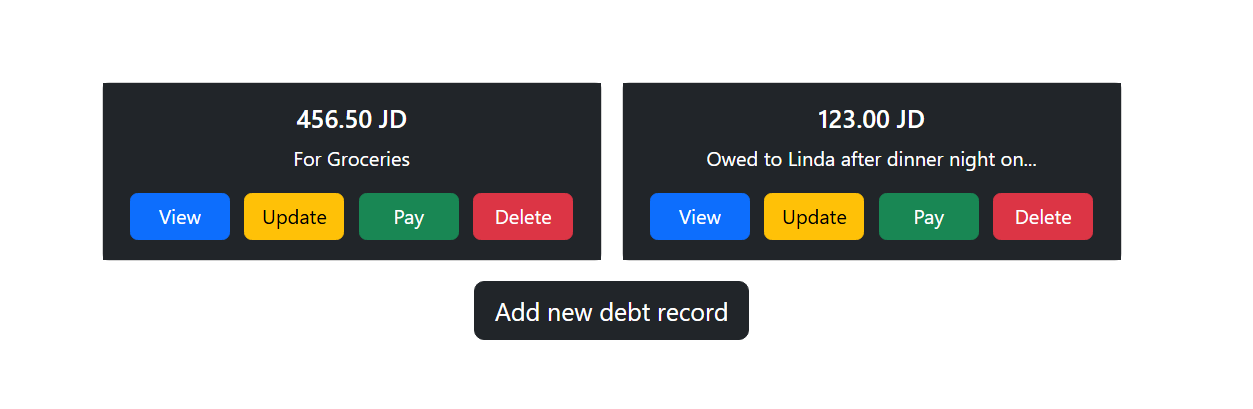 456.50 JD
For Groceries
View Update Pay Delete
123.00 JD
Owed to Linda after dinner night on...
View Update Pay Delete
Add new debt record